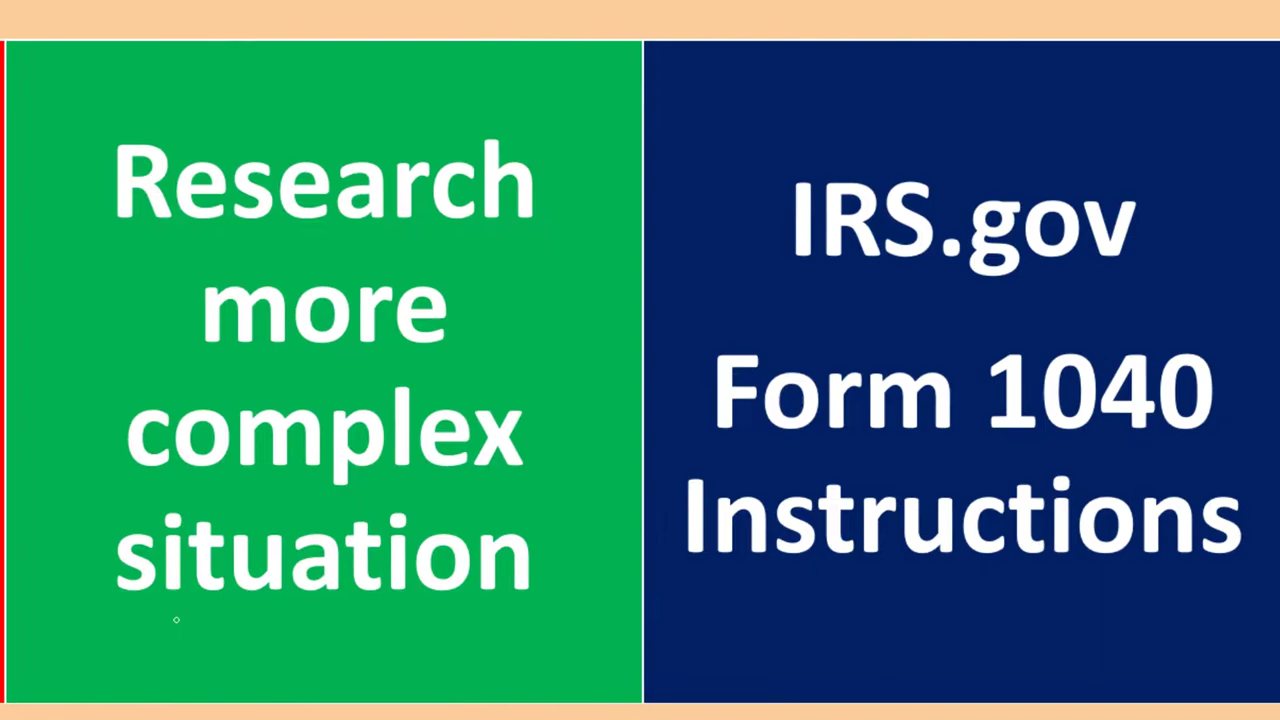 Research
more
complex
situation
IRS.gov
Form 1040
Instructions